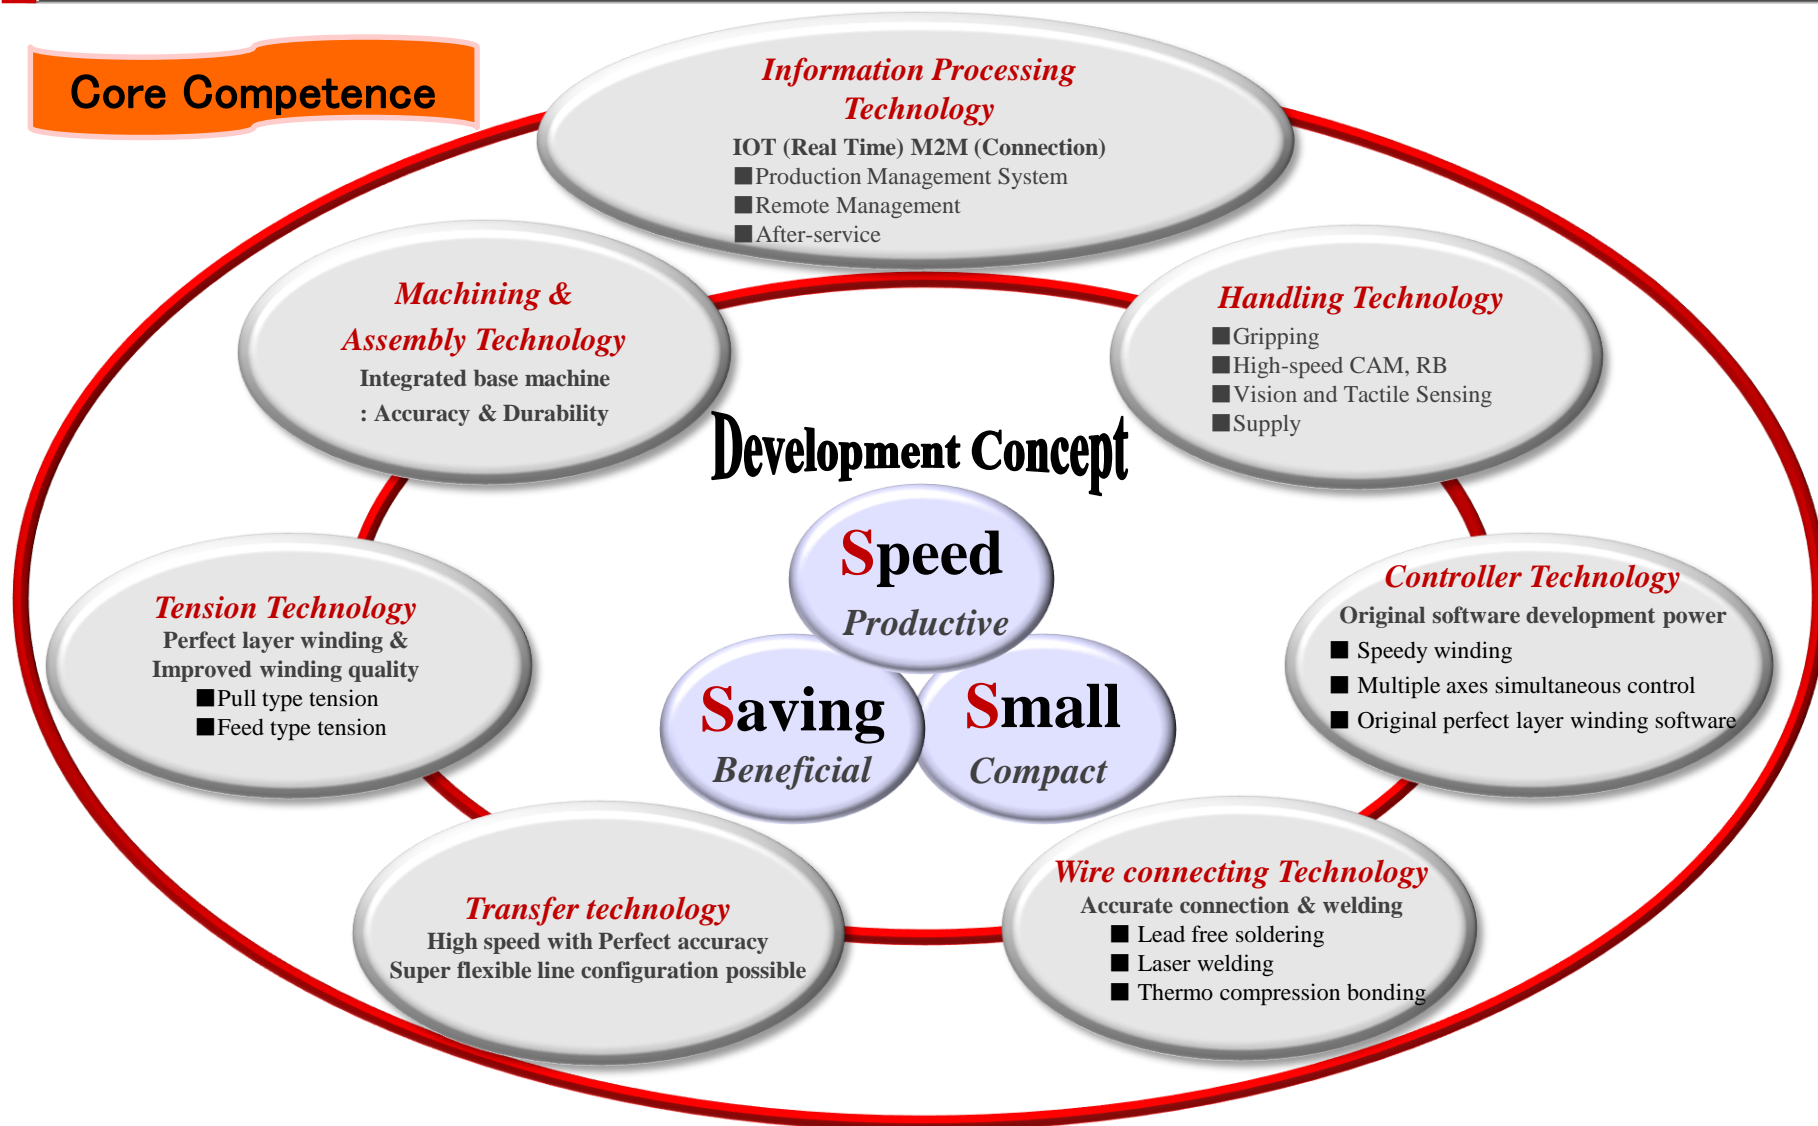 Core Competence
Information Processing
Technology
IOT (Real Time) M2M (Connection)
■Production Management System
■Remote Management
■After-service
Machining &
Assembly Technology
Integrated base machine
: Accuracy & Durability
Handling Technology
■Gripping
■High-speed CAM, RB
■Vision and Tactile Sensing
■Supply
Development Concept
Speed
Productive
Saving
Beneficial
Small
Compact
Tension Technology
Perfect layer winding &
Improved winding quality
■Pull type tension
■Feed type tension
Controller Technology
Original software development power
■ Speedy winding
■ Multiple axes simultaneous control
■ Original perfect layer winding software
Transfer technology
High speed with Perfect accuracy
Super flexible line configuration possible
Wire connecting Technology
Accurate connection & welding
■ Lead free soldering
■ Laser welding
■ Thermo compression bonding